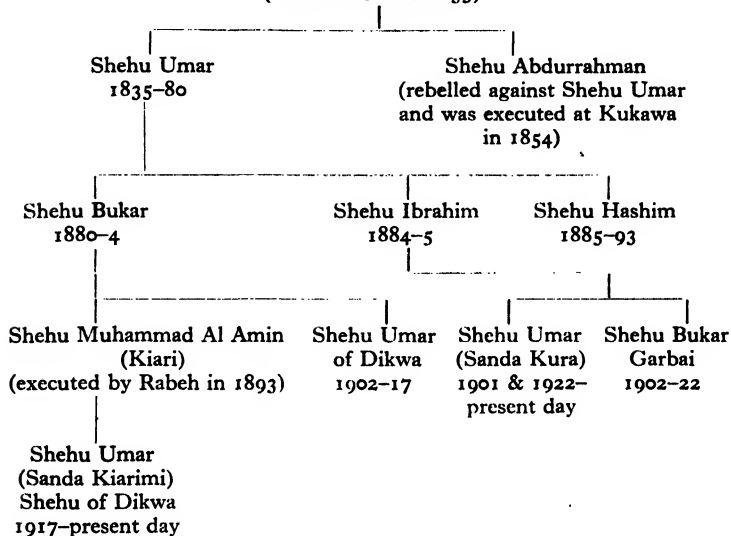 Shehu Umar
1835–80
Shehu Abdurrahman
(rebelled against Shehu Umar
and was executed at Kukawa
in 1854)
Shehu Bukar
1880–4
Shehu Ibrahim
1884–5
Shehu Hashim
1885–93
Shehu Muhammad Al Amin
(Kiari)
(executed by Rabeh in 1893)
Shehu Umar
of Dikwa
1902–17
Shehu Umar
(Sanda Kura)
1901 & 1922–
present day
Shehu Bukar
Garbai
1902–22
Shehu Umar
(Sanda Kiarimi)
Shehu of Dikwa
1917–present day